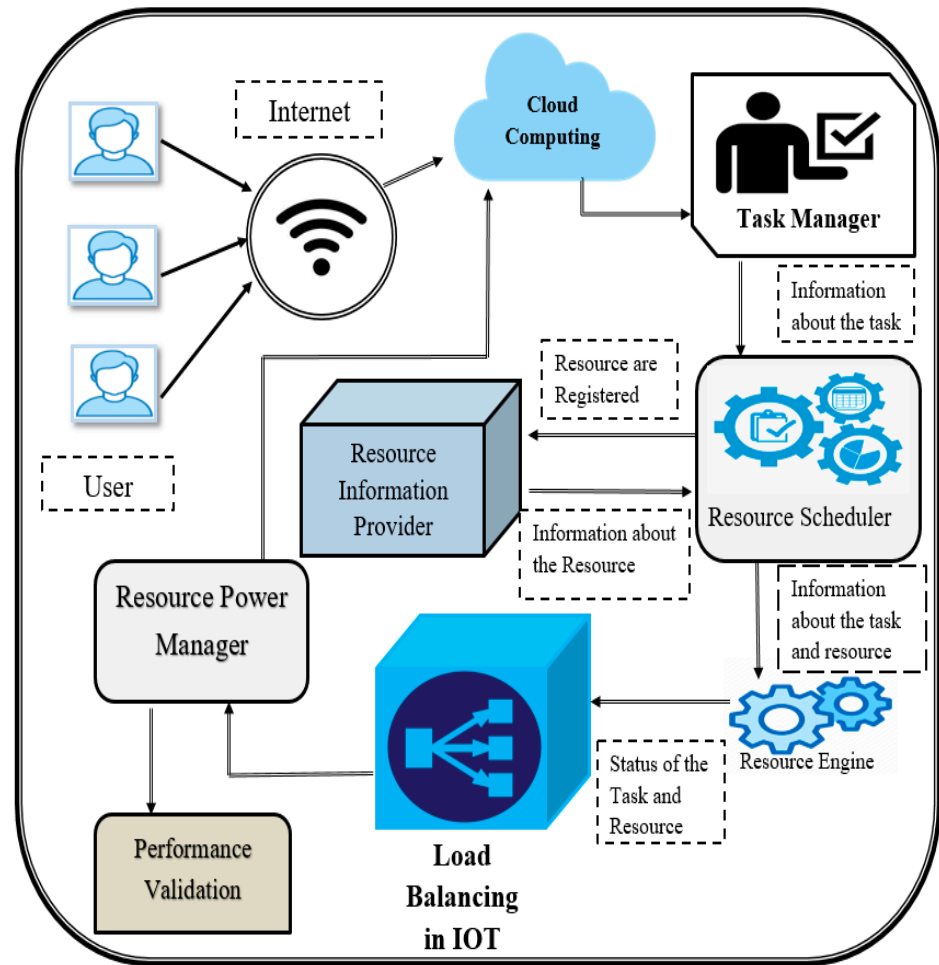 Internet
Cloud
Computing
Task Manager
Information
about the task
User
Resource are
Registered
Resource
Information
Provider
Information about
the Resource
Resource Scheduler
Information
about the task
and resource
Resource Power
Manager
Resource Engine
Status of the
Task and
Resource
Performance
Validation
Load
Balancing
in IOT